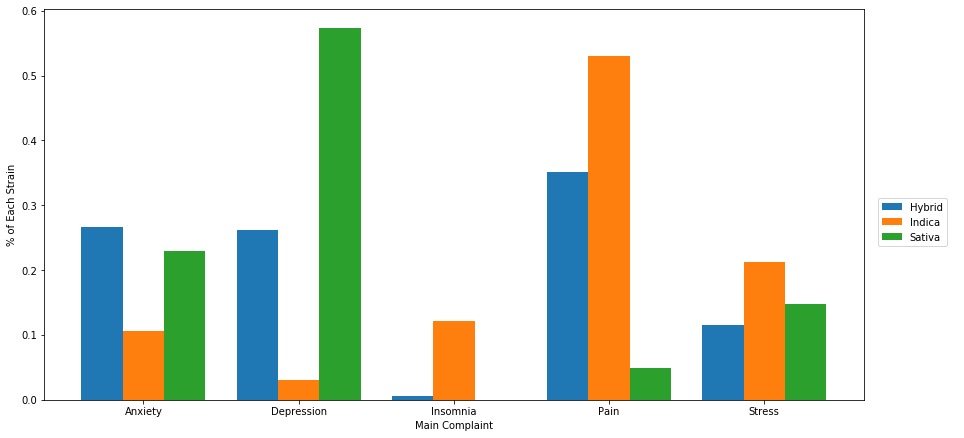 0.6
0.5
0.4
0.3
0.2
0.1
0.0
% of Each Strain
Anxiety Depression Insomnia Pain Stress
Main Complaint
Hybrid
Indica
Sativa